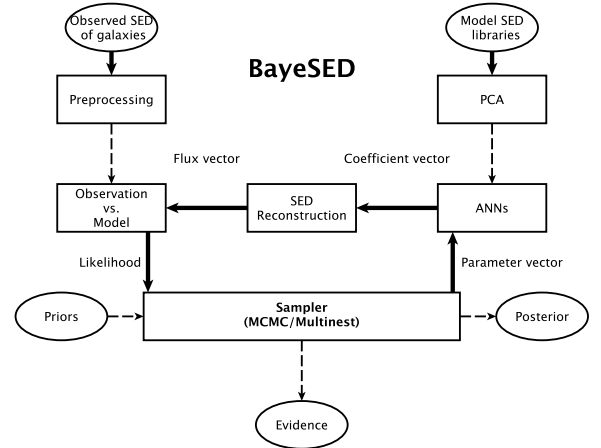 Observed SED
of galaxies
Model SED
libraries
BayeSED
Preprocessing
PCA
Flux vector
Coefficient vector
Observation
vs.
Model
SED
Reconstruction
ANNs
Likelihood
Parameter vector
Priors
Sampler
(MCMC/Multinest)
Posterior
Evidence